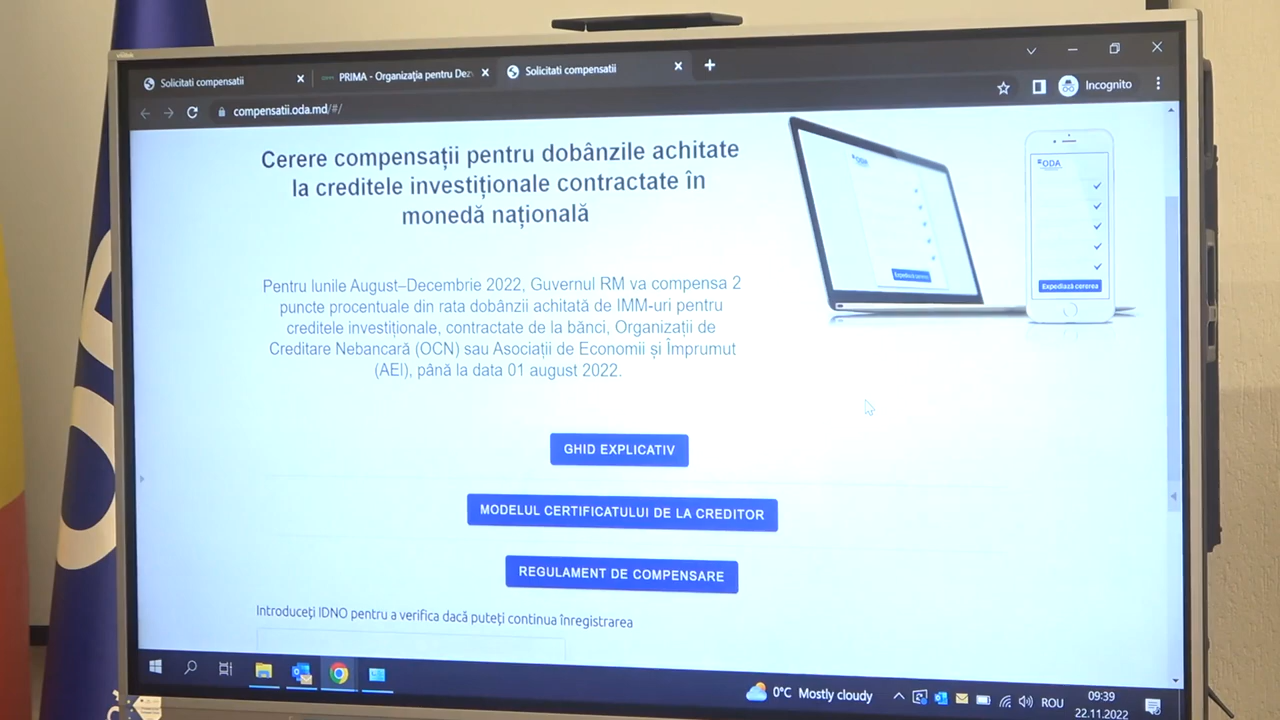 Solicitati compensatii
PRIMA - Organizaţia pentru Dez
Solicitati compensatii
compensatii.oda.md/#/
Incognito
Cerere compensații pentru dobânzile achitate
la creditele investiționale contractate în
monedă națională
Pentru lunile August–Decembrie 2022, Guvernul RM va compensa 2
puncte procentuale din rata dobânzii achitată de IMM-uri pentru
creditele investiționale, contractate de la bănci, Organizații de
Creditare Nebancară (OCN) sau Asociații de Economii și Împrumut
(AEI), până la data 01 august 2022.
ODA
Expediază cererea
ODA
Expediază cererea
GHID EXPLICATIV
MODELUL CERTIFICATULUI DE LA CREDITOR
REGULAMENT DE COMPENSARE
Introduceți IDNO pentru a verifica dacă puteți continua înregistrarea
0°C Mostly cloudy
ROU
09:39
22.11.2022